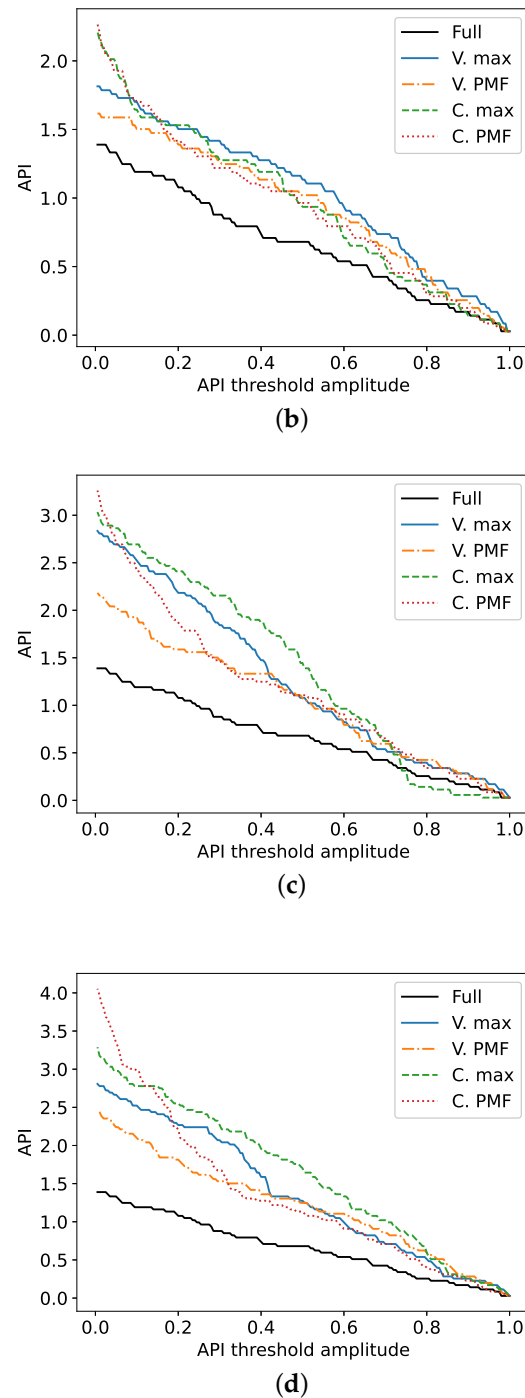 Full
V. max
V. PMF
C. max
C. PMF
2.0
1.5
1.0
0.5
0.0
API
0.0 0.2 0.4 0.6 0.8 1.0
API threshold amplitude
(b)
Full
V. max
V. PMF
C. max
C. PMF
3.0
2.5
2.0
1.5
1.0
0.5
0.0
API
0.0 0.2 0.4 0.6 0.8 1.0
API threshold amplitude
(c)
Full
V. max
V. PMF
C. max
C. PMF
4.0
3.5
3.0
2.5
2.0
1.5
1.0
0.5
0.0
API
0.0 0.2 0.4 0.6 0.8 1.0
API threshold amplitude
(d)